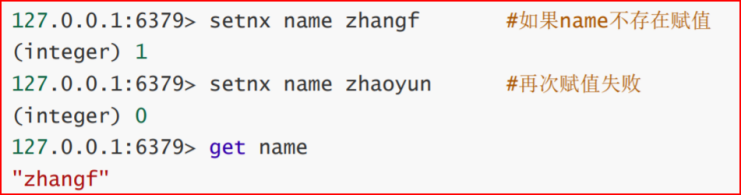 127.0.0.1:6379> setnx name zhangf #如果name不存在赋值
(integer) 1
127.0.0.1:6379> setnx name zhaoyun #再次赋值失败
(integer) 0
127.0.0.1:6379> get name
"zhangf"